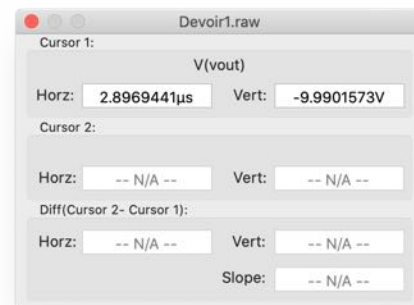 Devoir1.raw
Cursor 1:
V(vout)
Horz: 2.8969441µs Vert: -9.9901573V
Cursor 2:
Horz: -- N/A -- Vert: -- N/A --
Diff(Cursor 2- Cursor 1):
Horz: -- N/A -- Vert: -- N/A --
Slope: -- N/A --